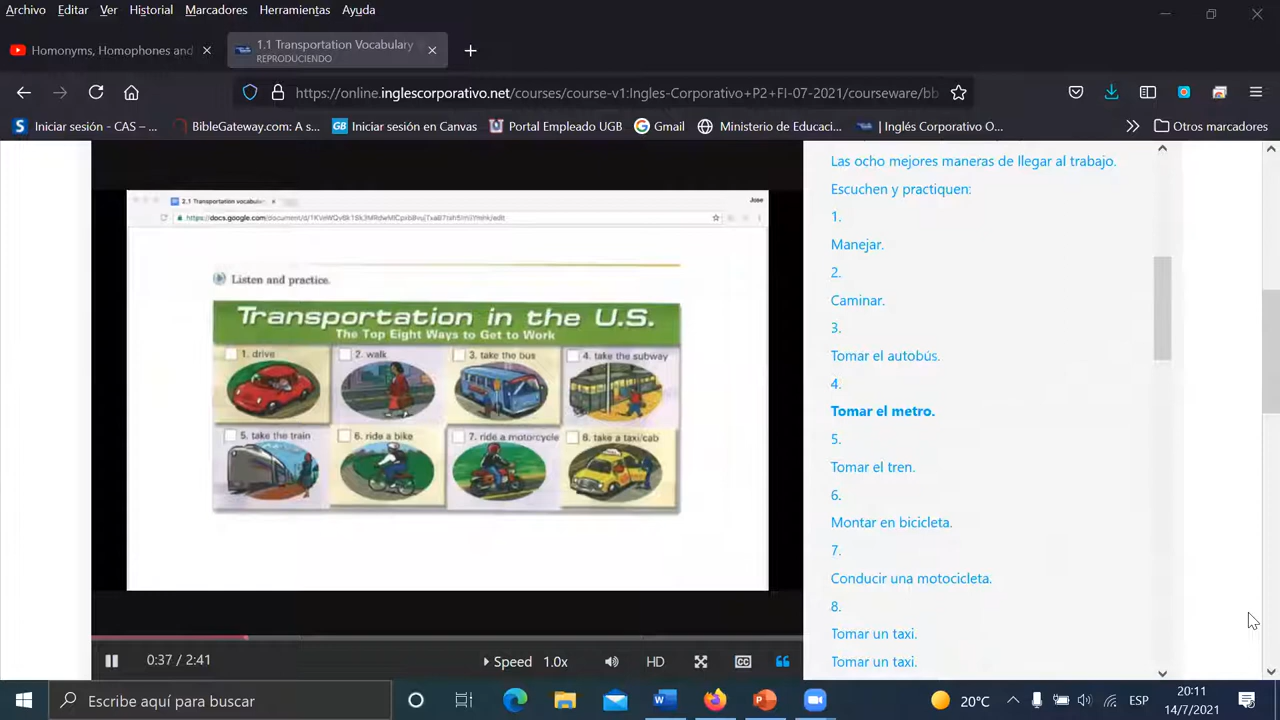 Archivo Editar Ver Historial Marcadores Herramientas Ayuda
Homonyms, Homophones and
1.1 Transportation Vocabulary
REPRODUCIENDO
https://online.inglescorporativo.net/courses/course-v1:Ingles-Corporativo+P2+FI-07-2021/courseware/bb
Iniciar sesión - CAS – ...
BibleGateway.com: A s...
Iniciar sesión en Canvas
Portal Empleado UGB
Gmail
Ministerio de Educaci...
| Inglés Corporativo O...
Otros marcadores
2.1 Transportation vocabular
Jose
Listen and practice.
Transportation in the U.S.
The Top Eight Ways to Get to Work
1. drive
2. walk
3. take the bus
4. take the subway
5. take the train
6. ride a bike
7. ride a motorcycle
8. take a taxi/cab
0:37 / 2:41
Speed 1.0x
HD
CC
Las ocho mejores maneras de llegar al trabajo.
Escuchen y practiquen:
1.
Manejar.
2.
Caminar.
3.
Tomar el autobús.
4.
Tomar el metro.
5.
Tomar el tren.
6.
Montar en bicicleta.
7.
Conducir una motocicleta.
8.
Tomar un taxi.
Tomar un taxi.
Escribe aquí para buscar
20°C
ESP
20:11
14/7/2021